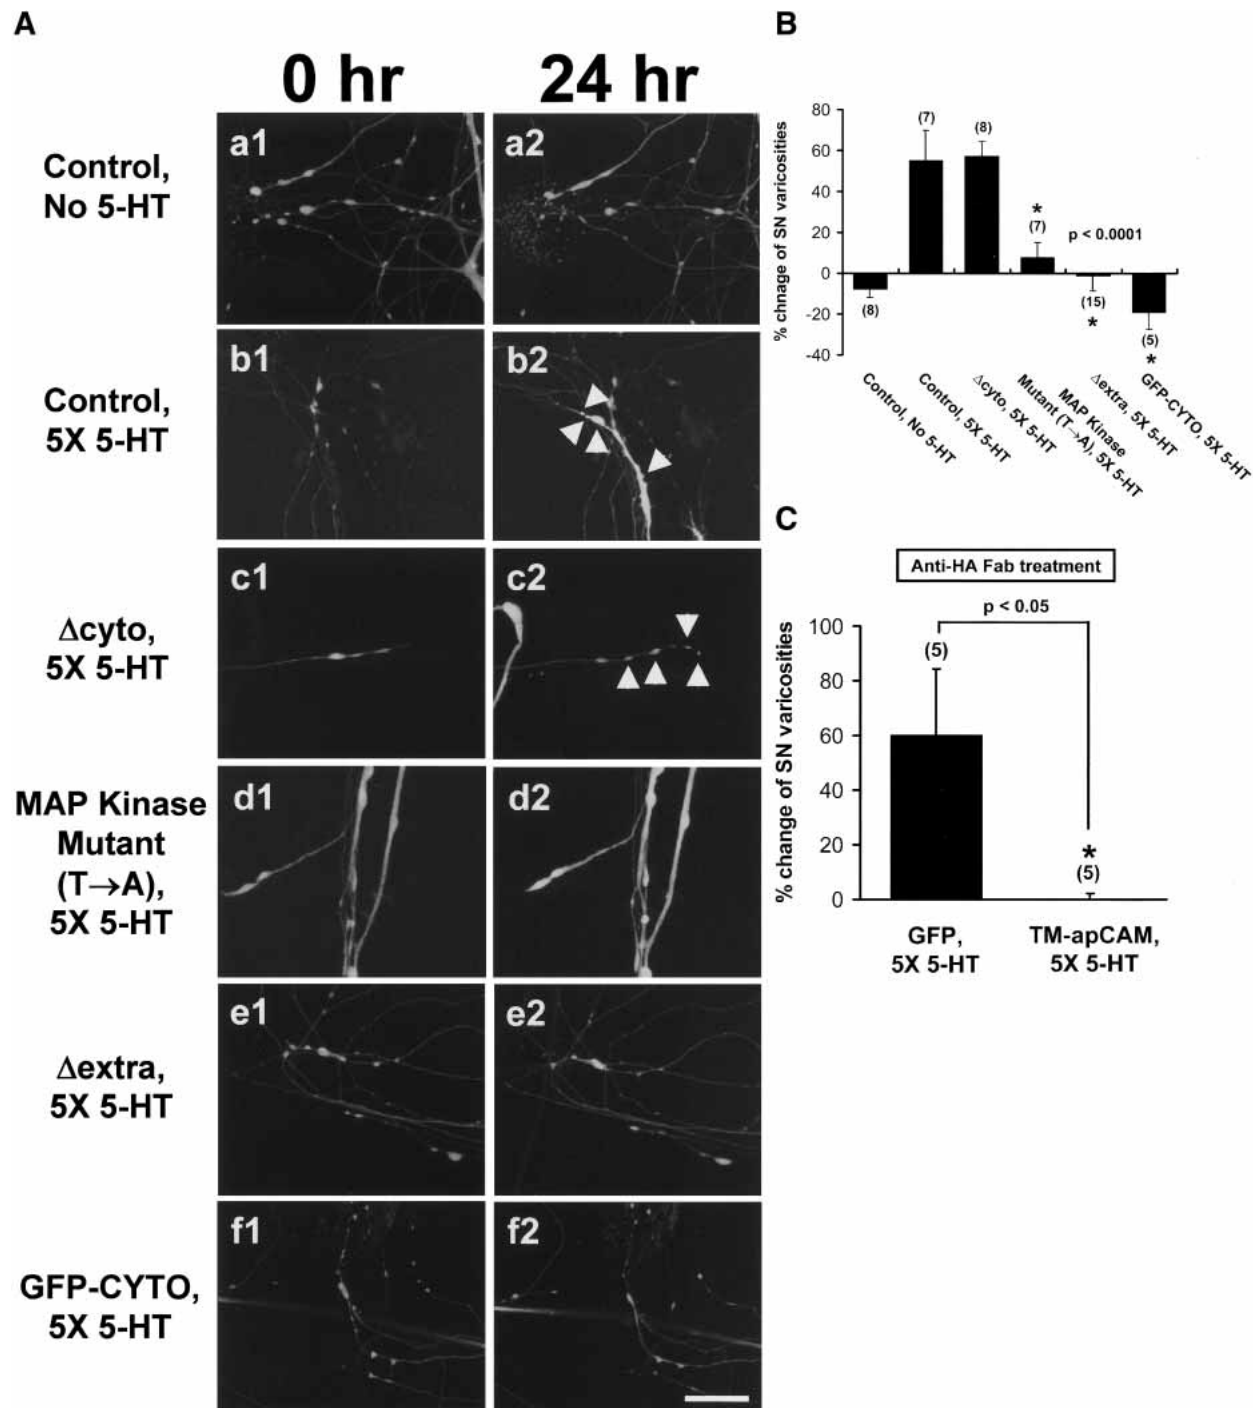 A
0 hr
24 hr
Control,
No 5-HT
a1
a2
Control,
5X 5-HT
b1
b2
Δcyto,
5X 5-HT
c1
c2
MAP Kinase
Mutant
(T→A),
5X 5-HT
d1
d2
Δextra,
5X 5-HT
e1
e2
GFP-CYTO,
5X 5-HT
f1
f2
B
% chnage of SN varicosities
80
60
40
20
0
-20
-40
(8)
(7)
(8)
*
(7)
p < 0.0001
(15)
*
(5)
*
Control, No 5-HT
Control, 5X 5-HT
Δcyto, 5X 5-HT
MAP Kinase
Mutant (T→A), 5X 5-HT
Δextra, 5X 5-HT
GFP-CYTO, 5X 5-HT
C
Anti-HA Fab treatment
p < 0.05
% change of SN varicosities
100
80
60
40
20
0
(5)
*
(5)
GFP,
5X 5-HT
TM-apCAM,
5X 5-HT